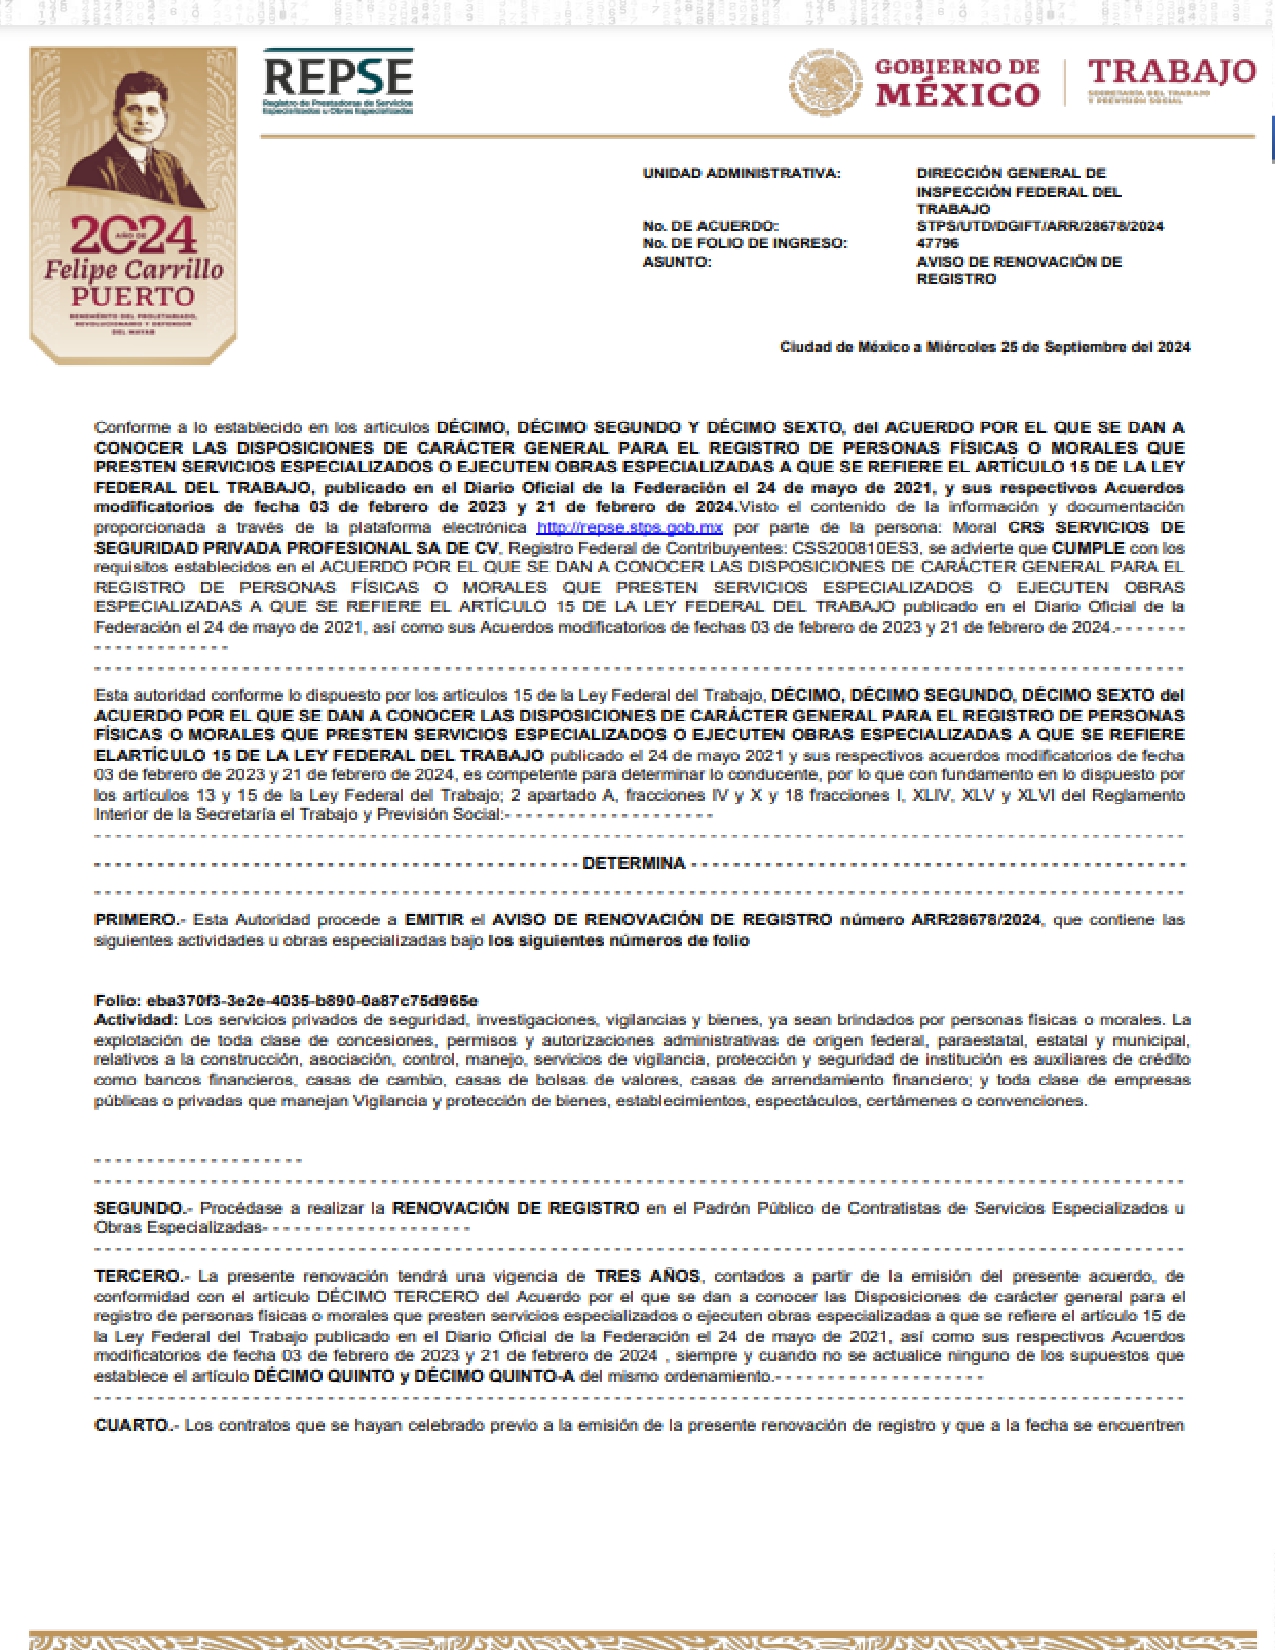 REPSE
Registro de Prestadoras de Servicios
Especializados u Obras Especializadas
GOBIERNO DE
MÉXICO
TRABAJO
SECRETARÍA DEL TRABAJO
Y PREVISIÓN SOCIAL
2024
AÑO DE
Felipe Carrillo
PUERTO
BENEMÉRITO DEL PROLETARIADO,
REVOLUCIONARIO Y DEFENSOR
DEL MAYAB
UNIDAD ADMINISTRATIVA: DIRECCIÓN GENERAL DE
INSPECCIÓN FEDERAL DEL
TRABAJO
No. DE ACUERDO: STPS/UTD/DGIFT/ARR/28678/2024
No. DE FOLIO DE INGRESO: 47796
ASUNTO: AVISO DE RENOVACIÓN DE
REGISTRO
Ciudad de México a Miércoles 25 de Septiembre del 2024
Conforme a lo establecido en los artículos DÉCIMO, DÉCIMO SEGUNDO Y DÉCIMO SEXTO, del ACUERDO POR EL QUE SE DAN A
CONOCER LAS DISPOSICIONES DE CARÁCTER GENERAL PARA EL REGISTRO DE PERSONAS FÍSICAS O MORALES QUE
PRESTEN SERVICIOS ESPECIALIZADOS O EJECUTEN OBRAS ESPECIALIZADAS A QUE SE REFIERE EL ARTÍCULO 15 DE LA LEY
FEDERAL DEL TRABAJO, publicado en el Diario Oficial de la Federación el 24 de mayo de 2021, y sus respectivos Acuerdos
modificatorios de fecha 03 de febrero de 2023 y 21 de febrero de 2024.Visto el contenido de la información y documentación
proporcionada a través de la plataforma electrónica http://repse.stps.gob.mx por parte de la persona: Moral CRS SERVICIOS DE
SEGURIDAD PRIVADA PROFESIONAL SA DE CV, Registro Federal de Contribuyentes: CSS200810ES3, se advierte que CUMPLE con los
requisitos establecidos en el ACUERDO POR EL QUE SE DAN A CONOCER LAS DISPOSICIONES DE CARÁCTER GENERAL PARA EL
REGISTRO DE PERSONAS FÍSICAS O MORALES QUE PRESTEN SERVICIOS ESPECIALIZADOS O EJECUTEN OBRAS
ESPECIALIZADAS A QUE SE REFIERE EL ARTÍCULO 15 DE LA LEY FEDERAL DEL TRABAJO publicado en el Diario Oficial de la
Federación el 24 de mayo de 2021, así como sus Acuerdos modificatorios de fechas 03 de febrero de 2023 y 21 de febrero de 2024.- - - - - - -
- - - - - - - - - - - - -
- - - - - - - - - - - - - - - - - - - - - - - - - - - - - - - - - - - - - - - -
Esta autoridad conforme lo dispuesto por los artículos 15 de la Ley Federal del Trabajo, DÉCIMO, DÉCIMO SEGUNDO, DÉCIMO SEXTO del
ACUERDO POR EL QUE SE DAN A CONOCER LAS DISPOSICIONES DE CARÁCTER GENERAL PARA EL REGISTRO DE PERSONAS
FÍSICAS O MORALES QUE PRESTEN SERVICIOS ESPECIALIZADOS O EJECUTEN OBRAS ESPECIALIZADAS A QUE SE REFIERE
ELARTÍCULO 15 DE LA LEY FEDERAL DEL TRABAJO publicado el 24 de mayo 2021 y sus respectivos acuerdos modificatorios de fecha
03 de febrero de 2023 y 21 de febrero de 2024, es competente para determinar lo conducente, por lo que con fundamento en lo dispuesto por
los artículos 13 y 15 de la Ley Federal del Trabajo; 2 apartado A, fracciones IV y X y 18 fracciones I, XLIV, XLV y XLVI del Reglamento
Interior de la Secretaría el Trabajo y Previsión Social:- - - - - - - - - - - - - - - - - - - -
- - - - - - - - - - - - - - - - - - - - - - - - - - - - - - - - - - - - - - - -
- - - - - - - - - - - - - - - - - - - - DETERMINA - - - - - - - - - - - - - - - - - - - -
- - - - - - - - - - - - - - - - - - - - - - - - - - - - - - - - - - - - - - - -
PRIMERO.- Esta Autoridad procede a EMITIR el AVISO DE RENOVACIÓN DE REGISTRO número ARR28678/2024, que contiene las
siguientes actividades u obras especializadas bajo los siguientes números de folio
Folio: eba370f3-3e2e-4035-b890-0a87c75d965e
Actividad: Los servicios privados de seguridad, investigaciones, vigilancias y bienes, ya sean brindados por personas físicas o morales. La
explotación de toda clase de concesiones, permisos y autorizaciones administrativas de origen federal, paraestatal, estatal y municipal,
relativos a la construcción, asociación, control, manejo, servicios de vigilancia, protección y seguridad de institución es auxiliares de crédito
como bancos financieros, casas de cambio, casas de bolsas de valores, casas de arrendamiento financiero; y toda clase de empresas
públicas o privadas que manejan Vigilancia y protección de bienes, establecimientos, espectáculos, certámenes o convenciones.
- - - - - - - - - - - - - - - - - - - -
- - - - - - - - - - - - - - - - - - - - - - - - - - - - - - - - - - - - - - - -
SEGUNDO.- Procédase a realizar la RENOVACIÓN DE REGISTRO en el Padrón Público de Contratistas de Servicios Especializados u
Obras Especializadas- - - - - - - - - - - - - - - - - - - -
- - - - - - - - - - - - - - - - - - - - - - - - - - - - - - - - - - - - - - - -
TERCERO.- La presente renovación tendrá una vigencia de TRES AÑOS, contados a partir de la emisión del presente acuerdo, de
conformidad con el artículo DÉCIMO TERCERO del Acuerdo por el que se dan a conocer las Disposiciones de carácter general para el
registro de personas físicas o morales que presten servicios especializados o ejecuten obras especializadas a que se refiere el artículo 15 de
la Ley Federal del Trabajo publicado en el Diario Oficial de la Federación el 24 de mayo de 2021, así como sus respectivos Acuerdos
modificatorios de fecha 03 de febrero de 2023 y 21 de febrero de 2024 , siempre y cuando no se actualice ninguno de los supuestos que
establece el artículo DÉCIMO QUINTO y DÉCIMO QUINTO-A del mismo ordenamiento.- - - - - - - - - - - - - - - - - - - -
- - - - - - - - - - - - - - - - - - - - - - - - - - - - - - - - - - - - - - - -
CUARTO.- Los contratos que se hayan celebrado previo a la emisión de la presente renovación de registro y que a la fecha se encuentren